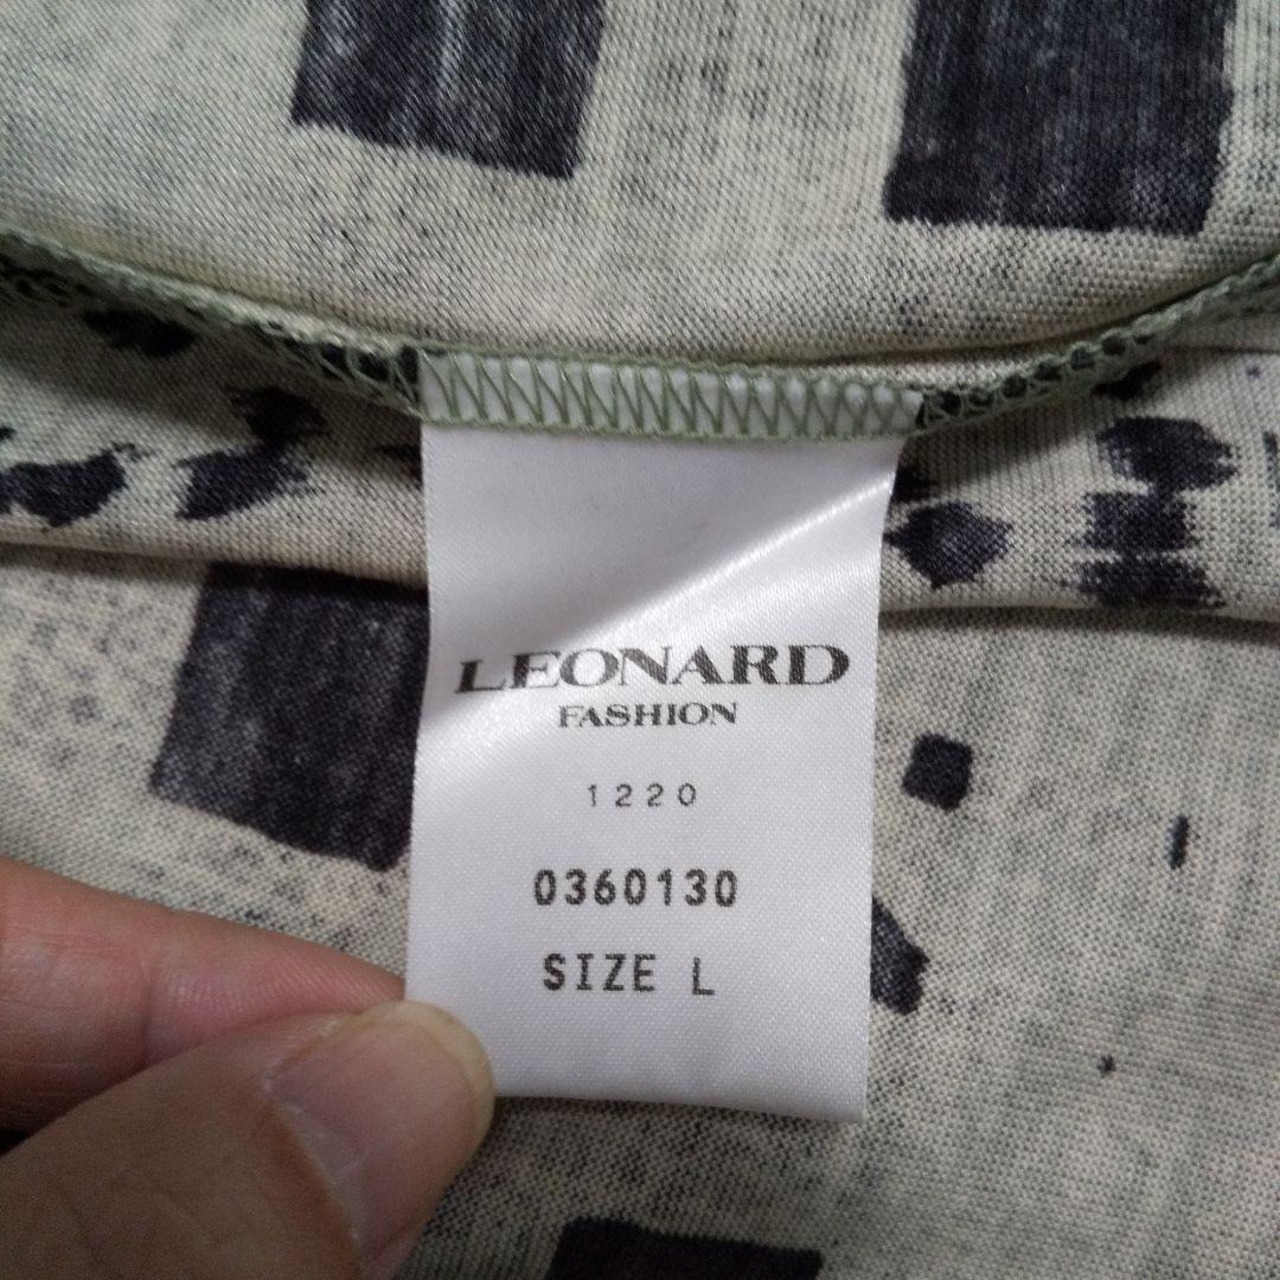 LEONARD
FASHION
1220
0360130
SIZE L